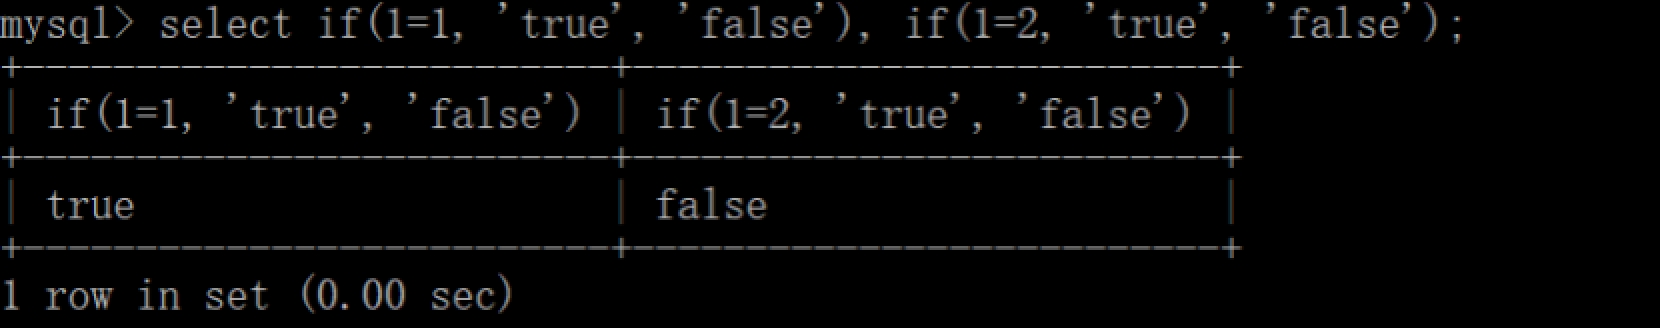 mysql> select if(1=1, 'true', 'false'), if(1=2, 'true', 'false');
+--------------------------+--------------------------+
| if(1=1, 'true', 'false') | if(1=2, 'true', 'false') |
+--------------------------+--------------------------+
| true                     | false                    |
+--------------------------+--------------------------+
1 row in set (0.00 sec)